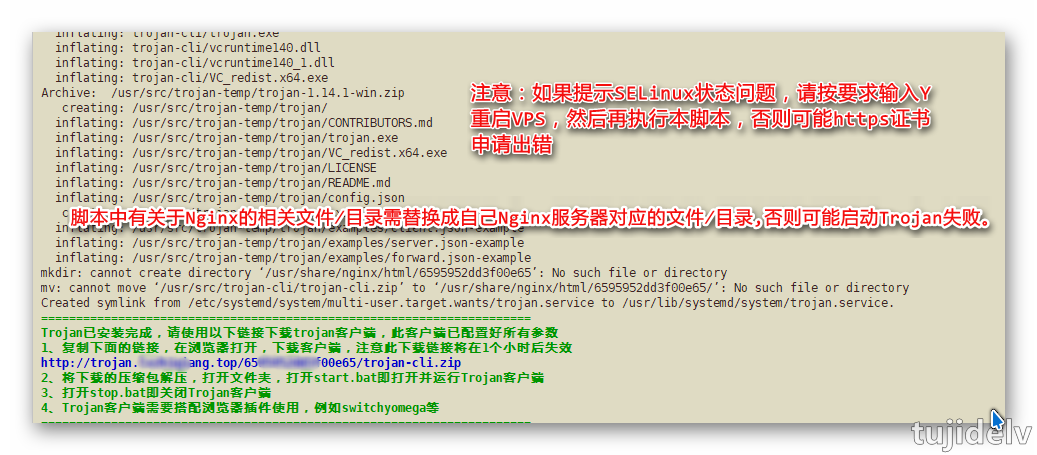 inflating: trojan-cli/trojan.exe
inflating: trojan-cli/vcruntime140.dll
inflating: trojan-cli/vcruntime140_1.dll
inflating: trojan-cli/VC_redist.x64.exe
Archive:  /usr/src/trojan-temp/trojan-1.14.1-win.zip
creating: /usr/src/trojan-temp/trojan/
inflating: /usr/src/trojan-temp/trojan/CONTRIBUTORS.md
inflating: /usr/src/trojan-temp/trojan/trojan.exe
inflating: /usr/src/trojan-temp/trojan/VC_redist.x64.exe
inflating: /usr/src/trojan-temp/trojan/LICENSE
inflating: /usr/src/trojan-temp/trojan/README.md
inflating: /usr/src/trojan-temp/trojan/config.json
注意：如果提示SELinux状态问题，请按要求输入Y
重启VPS，然后再执行本脚本，否则可能https证书
申请出错
脚本中有关于Nginx的相关文件/目录需替换成自己Nginx服务器对应的文件/目录,否则可能启动Trojan失败。
inflating: /usr/src/trojan-temp/trojan/examples/client.json-example
inflating: /usr/src/trojan-temp/trojan/examples/server.json-example
inflating: /usr/src/trojan-temp/trojan/examples/forward.json-example
mkdir: cannot create directory ‘/usr/share/nginx/html/6595952dd3f00e65’: No such file or directory
mv: cannot move ‘/usr/src/trojan-cli/trojan-cli.zip’ to ‘/usr/share/nginx/html/6595952dd3f00e65/’: No such file or directory
Created symlink from /etc/systemd/system/multi-user.target.wants/trojan.service to /usr/lib/systemd/system/trojan.service.
======================================================================
Trojan已安装完成，请使用以下链接下载trojan客户端，此客户端已配置好所有参数
1、复制下面的链接，在浏览器打开，下载客户端，注意此下载链接将在1个小时后失效
http://trojan. ang.top/65 f00e65/trojan-cli.zip
2、将下载的压缩包解压，打开文件夹，打开start.bat即打开并运行Trojan客户端
3、打开stop.bat即关闭Trojan客户端
4、Trojan客户端需要搭配浏览器插件使用，例如switchyomega等
======================================================================
tujidelv